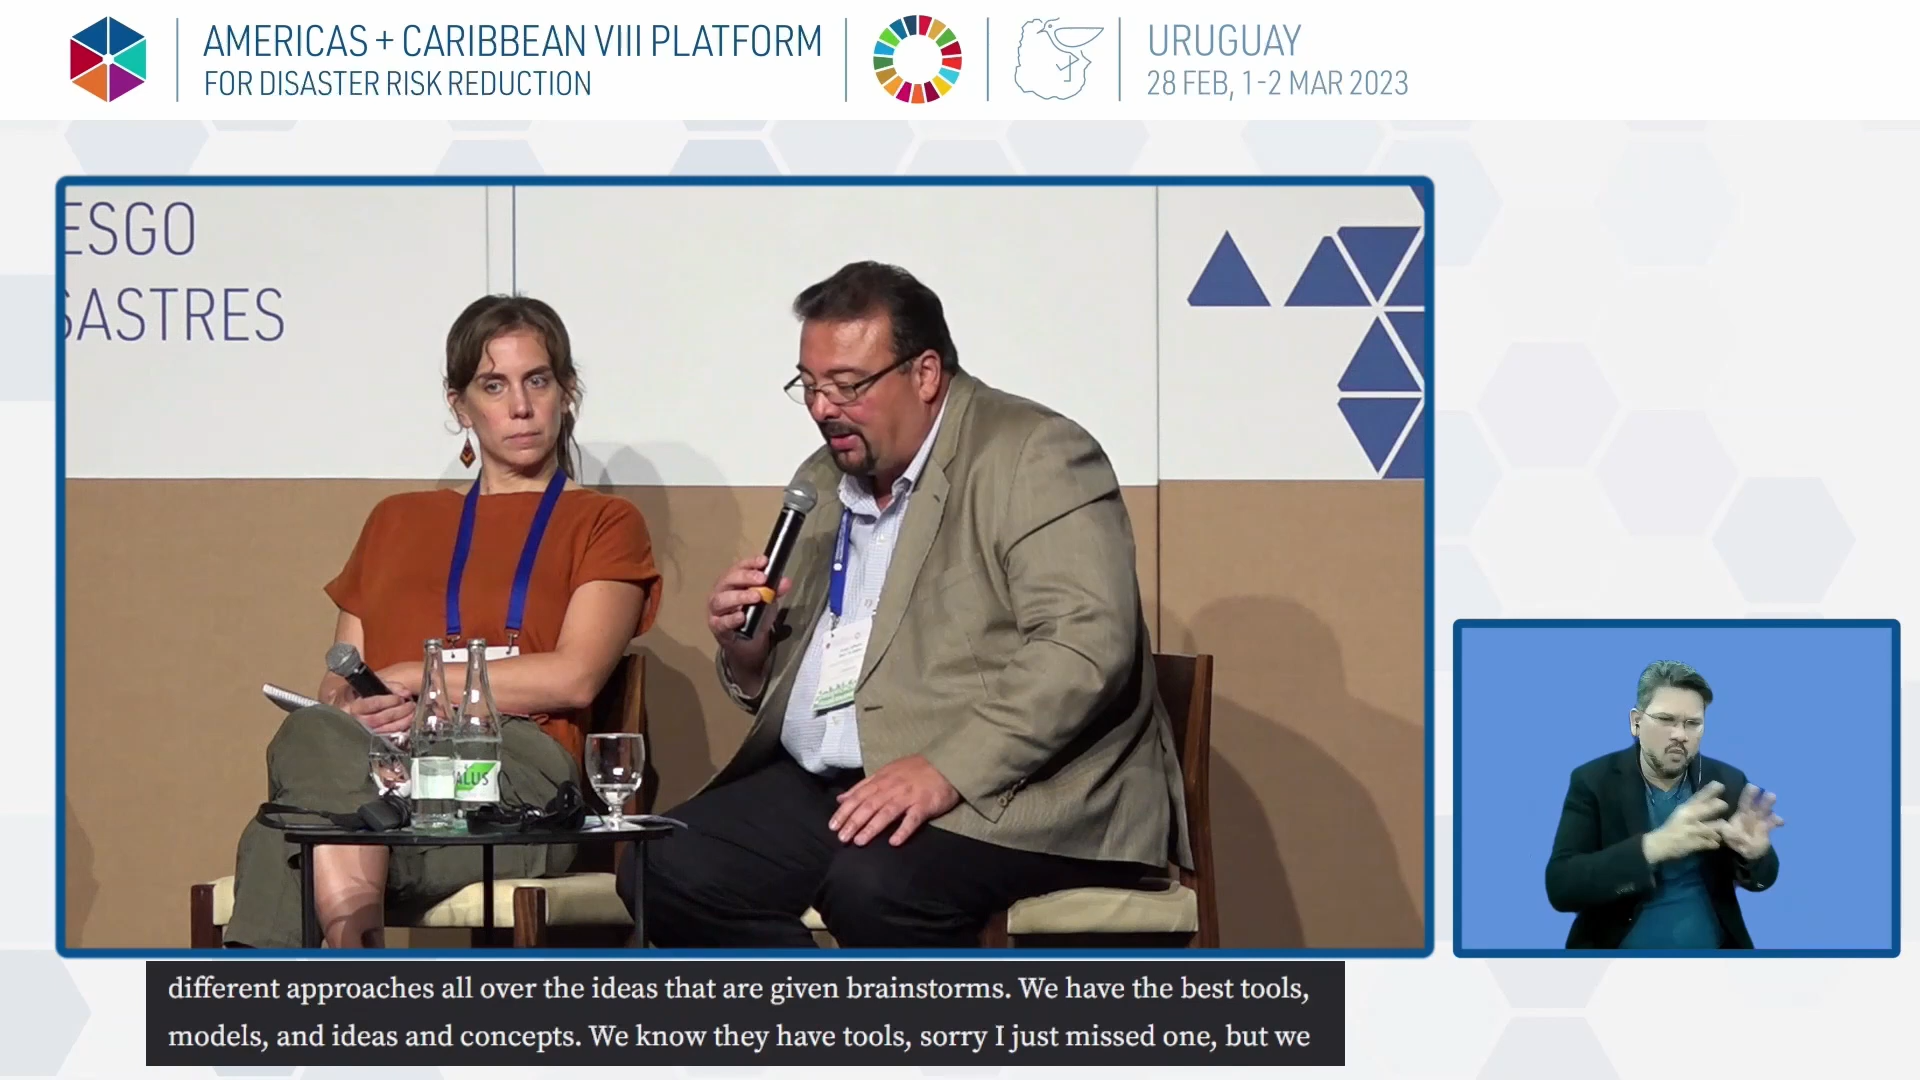 AMERICAS + CARIBBEAN VIII PLATFORM
FOR DISASTER RISK REDUCTION
URUGUAY
28 FEB, 1-2 MAR 2023
ESGO
SASTRES
ALUS
different approaches all over the ideas that are given brainstorms. We have the best tools,
models, and ideas and concepts. We know they have tools, sorry I just missed one, but we